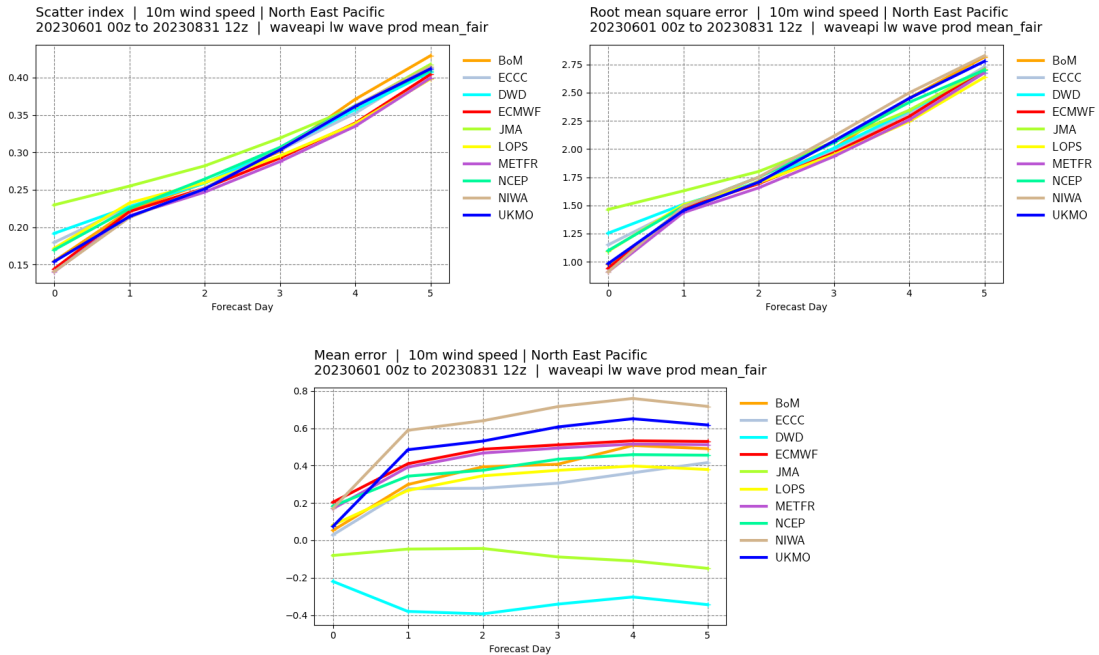 Scatter index | 10m wind speed | North East Pacific
20230601 00z to 20230831 12z | waveapi lw wave prod mean_fair
0.40
0.35
0.30
0.25
0.20
0.15
0 1 2 3 4 5
Forecast Day
BoM
ECCC
DWD
ECMWF
JMA
LOPS
METFR
NCEP
NIWA
UKMO
Root mean square error | 10m wind speed | North East Pacific
20230601 00z to 20230831 12z | waveapi lw wave prod mean_fair
2.75
2.50
2.25
2.00
1.75
1.50
1.25
1.00
0 1 2 3 4 5
Forecast Day
BoM
ECCC
DWD
ECMWF
JMA
LOPS
METFR
NCEP
NIWA
UKMO
Mean error | 10m wind speed | North East Pacific
20230601 00z to 20230831 12z | waveapi lw wave prod mean_fair
0.8
0.6
0.4
0.2
0.0
−0.2
−0.4
0 1 2 3 4 5
Forecast Day
BoM
ECCC
DWD
ECMWF
JMA
LOPS
METFR
NCEP
NIWA
UKMO